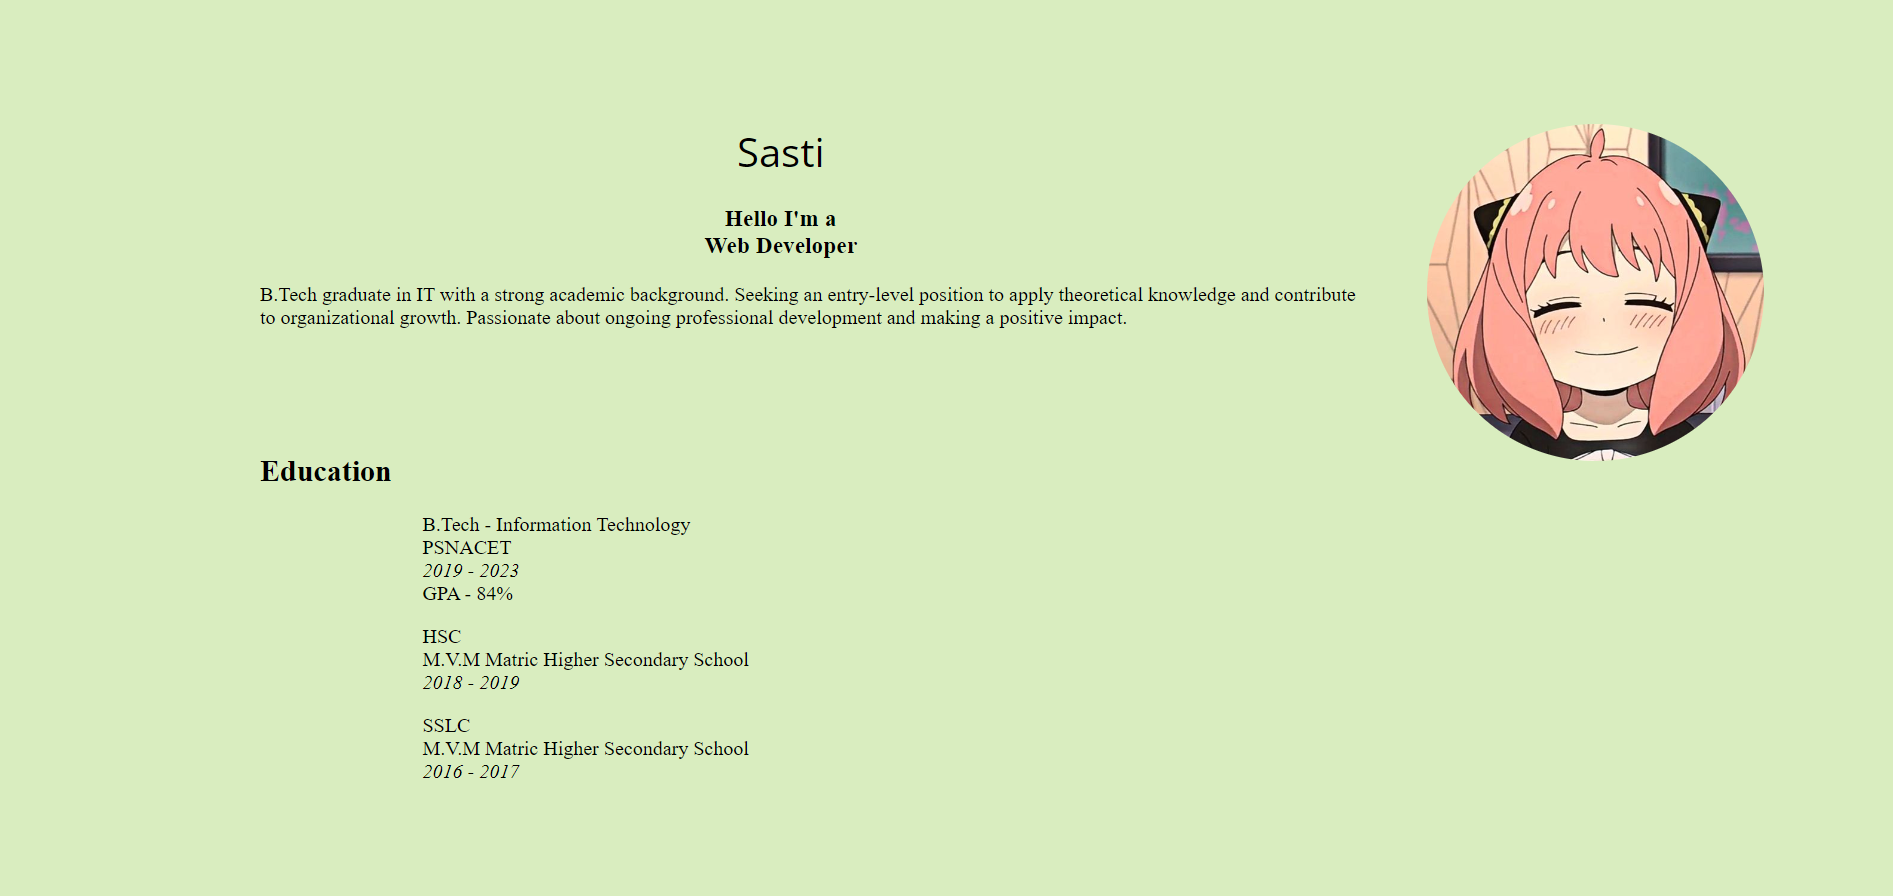 Sasti
Hello I'm a
Web Developer
B.Tech graduate in IT with a strong academic background. Seeking an entry-level position to apply theoretical knowledge and contribute
to organizational growth. Passionate about ongoing professional development and making a positive impact.
Education
B.Tech - Information Technology
PSNACET
2019 - 2023
GPA - 84%
HSC
M.V.M Matric Higher Secondary School
2018 - 2019
SSLC
M.V.M Matric Higher Secondary School
2016 - 2017